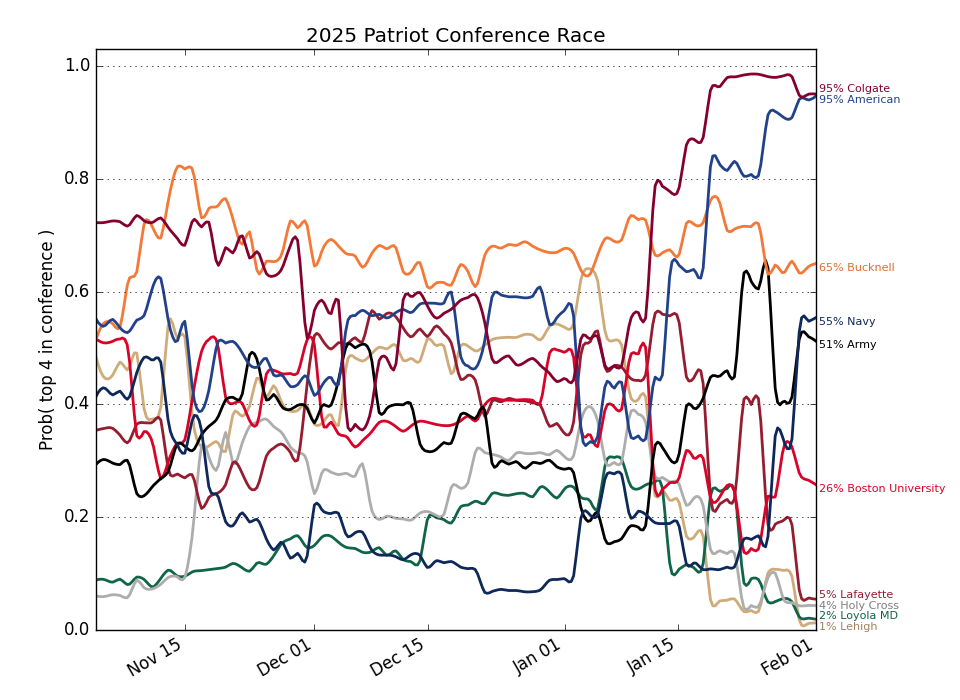 2025 Patriot Conference Race
Prob( top 4 in conference )
1.0
0.8
0.6
0.4
0.2
0.0
Nov 15
Dec 01
Dec 15
Jan 01
Jan 15
Feb 01
95% Colgate
95% American
65% Bucknell
55% Navy
51% Army
26% Boston University
5% Lafayette
4% Holy Cross
2% Loyola MD
1% Lehigh